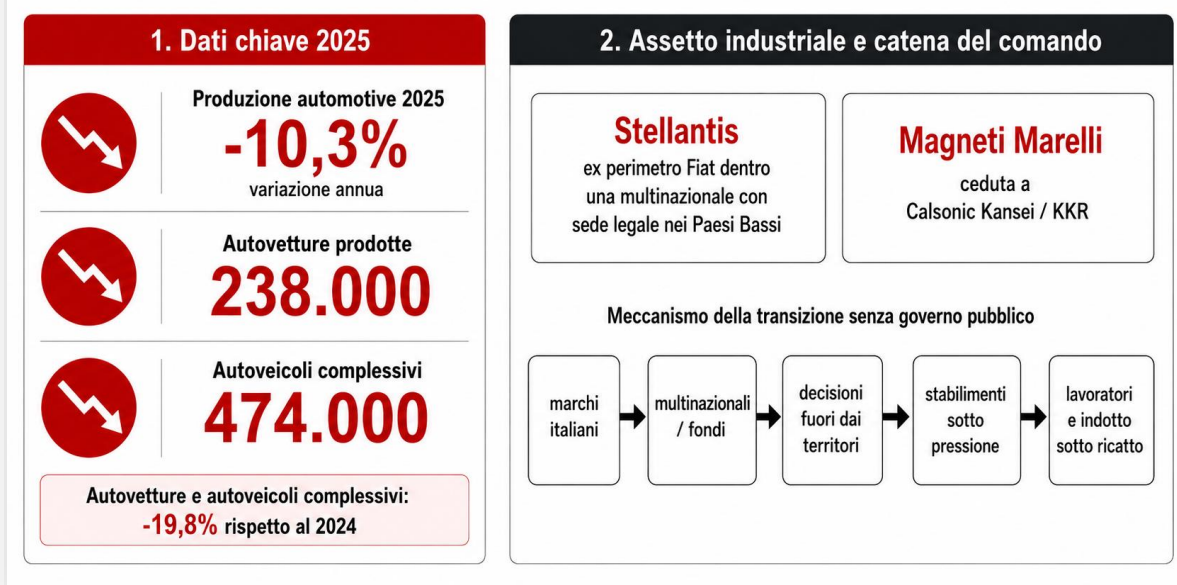 1. Dati chiave 2025
Produzione automotive 2025
-10,3%
variazione annua
Autovetture prodotte
238.000
Autoveicoli complessivi
474.000
Autovetture e autoveicoli complessivi:
-19,8% rispetto al 2024
2. Assetto industriale e catena del comando
Stellantis
ex perimetro Fiat dentro
una multinazionale con
sede legale nei Paesi Bassi
Magneti Marelli
ceduta a
Calsonic Kansei / KKR
Meccanismo della transizione senza governo pubblico
marchi
italiani
multinazionali
/ fondi
decisioni
fuori dai
territori
stabilimenti
sotto
pressione
lavoratori
e indotto
sotto ricatto